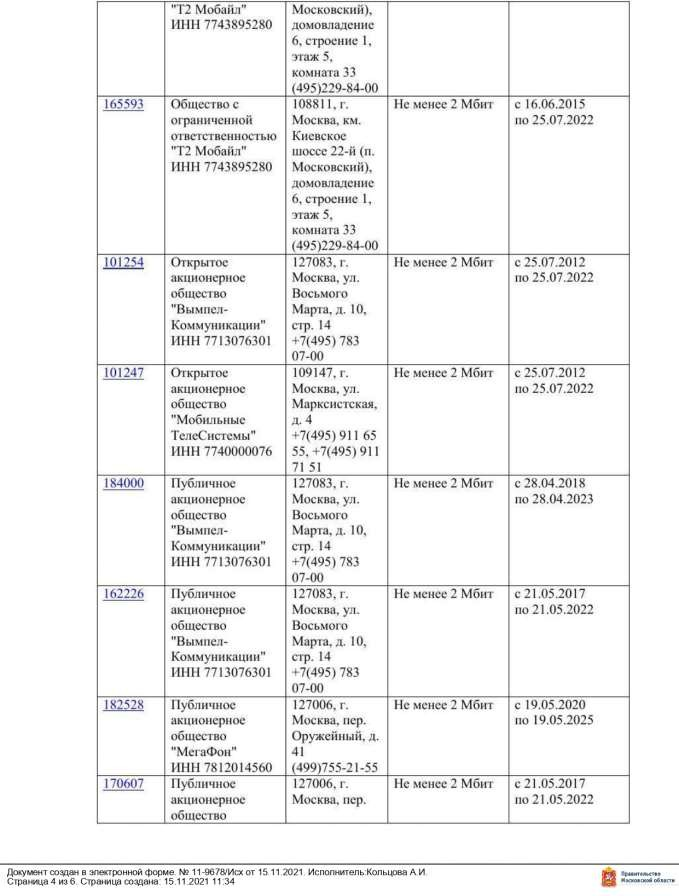 "Т2 Мобайл"
ИНН 7743895280
Московский),
домовладение
6, строение 1,
этаж 5,
комната 33
(495)229-84-00
165593
Общество с
ограниченной
ответственностью
"Т2 Мобайл"
ИНН 7743895280
108811, г.
Москва, км.
Киевское
шоссе 22-й (п.
Московский),
домовладение
6, строение 1,
этаж 5,
комната 33
(495)229-84-00
Не менее 2 Мбит
с 16.06.2015
по 25.07.2022
101254
Открытое
акционерное
общество
"Вымпел-
Коммуникации"
ИНН 7713076301
127083, г.
Москва, ул.
Восьмого
Марта, д. 10,
стр. 14
+7(495) 783
07-00
Не менее 2 Мбит
с 25.07.2012
по 25.07.2022
101247
Открытое
акционерное
общество
"Мобильные
ТелеСистемы"
ИНН 7740000076
109147, г.
Москва, ул.
Марксистская,
д. 4
+7(495) 911 65
55, +7(495) 911
71 51
Не менее 2 Мбит
с 25.07.2012
по 25.07.2022
184000
Публичное
акционерное
общество
"Вымпел-
Коммуникации"
ИНН 7713076301
127083, г.
Москва, ул.
Восьмого
Марта, д. 10,
стр. 14
+7(495) 783
07-00
Не менее 2 Мбит
с 28.04.2018
по 28.04.2023
162226
Публичное
акционерное
общество
"Вымпел-
Коммуникации"
ИНН 7713076301
127083, г.
Москва, ул.
Восьмого
Марта, д. 10,
стр. 14
+7(495) 783
07-00
Не менее 2 Мбит
с 21.05.2017
по 21.05.2022
182528
Публичное
акционерное
общество
"МегаФон"
ИНН 7812014560
127006, г.
Москва, пер.
Оружейный, д.
41
(499)755-21-55
Не менее 2 Мбит
с 19.05.2020
по 19.05.2025
170607
Публичное
акционерное
общество
127006, г.
Москва, пер.
Не менее 2 Мбит
с 21.05.2017
по 21.05.2022
Документ создан в электронной форме. № 11-9678/Исх от 15.11.2021. Исполнитель:Кольцова А.И.
Страница 4 из 6. Страница создана: 15.11.2021 11:34
Правительство
Московской области